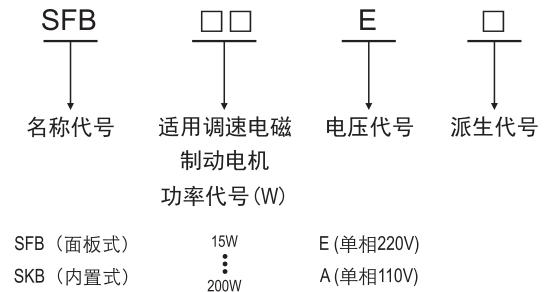 SFB □□ E □
名称代号 适用调速电磁 电压代号 派生代号
制动电机
功率代号(W)
SFB（面板式） 15W E (单相220V)
SKB（内置式） 200W A (单相110V)